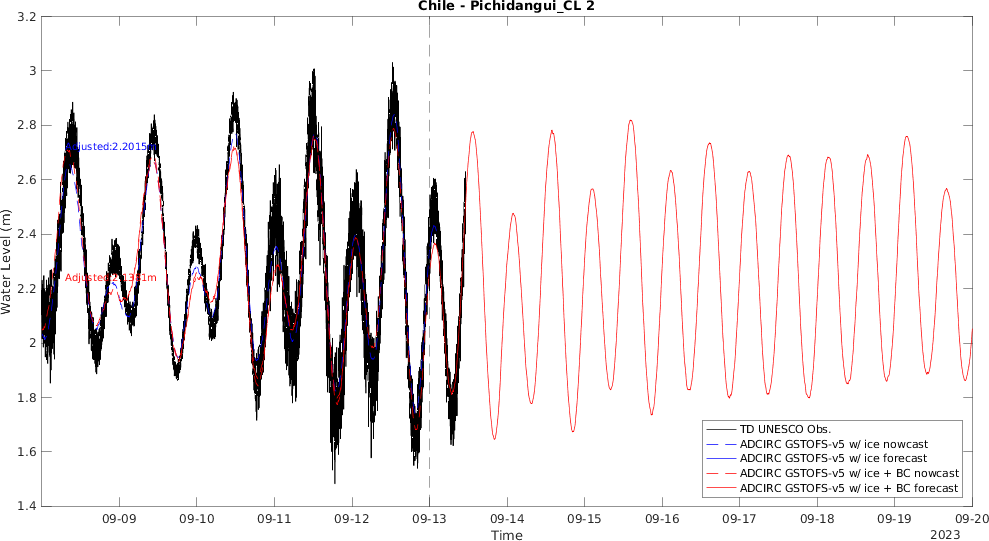 Chile - Pichidangui_CL 2
3.2
3
2.8
2.6
2.4
2.2
2
1.8
1.6
1.4
Water Level (m)
Adjusted:2.2015m
Adjusted:2.1381m
TD UNESCO Obs.
ADCIRC GSTOFS-v5 w/ ice nowcast
ADCIRC GSTOFS-v5 w/ ice forecast
ADCIRC GSTOFS-v5 w/ ice + BC nowcast
ADCIRC GSTOFS-v5 w/ ice + BC forecast
09-09 09-10 09-11 09-12 09-13 09-14 09-15 09-16 09-17 09-18 09-19 09-20
Time
2023